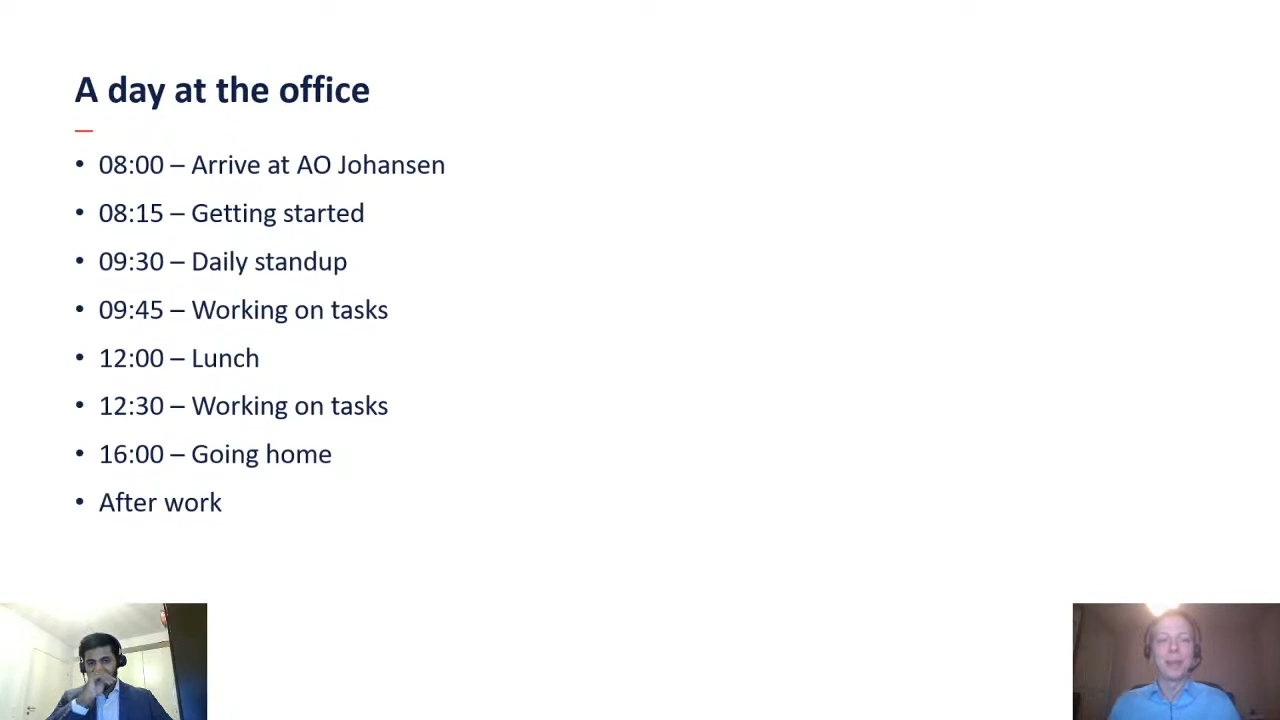 A day at the office
• 08:00 – Arrive at AO Johansen
• 08:15 – Getting started
• 09:30 – Daily standup
• 09:45 – Working on tasks
• 12:00 – Lunch
• 12:30 – Working on tasks
• 16:00 – Going home
• After work